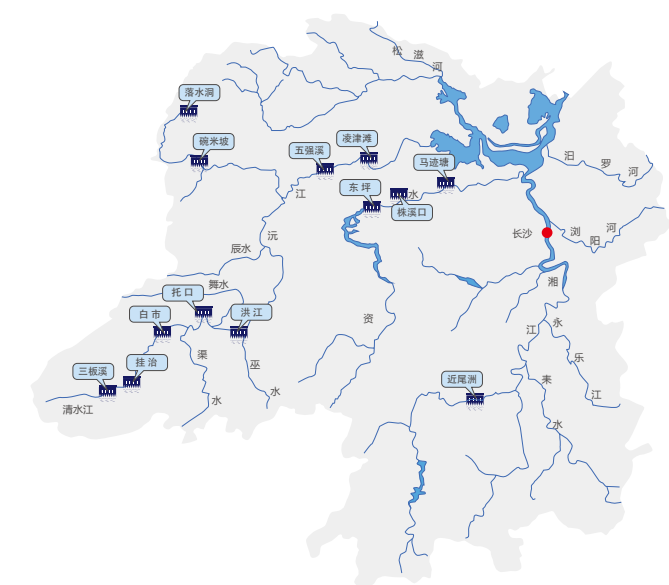 松滋河
落水洞
碗米坡
五强溪
凌津滩
马迹塘
汨罗河
东坪
水
株溪口
江
沅
长沙
浏阳河
辰水
舞水
湘
托口
白市
洪江
资
江
永乐江
渠
巫
挂治
三板溪
近尾洲
耒
水
水
清水江
水